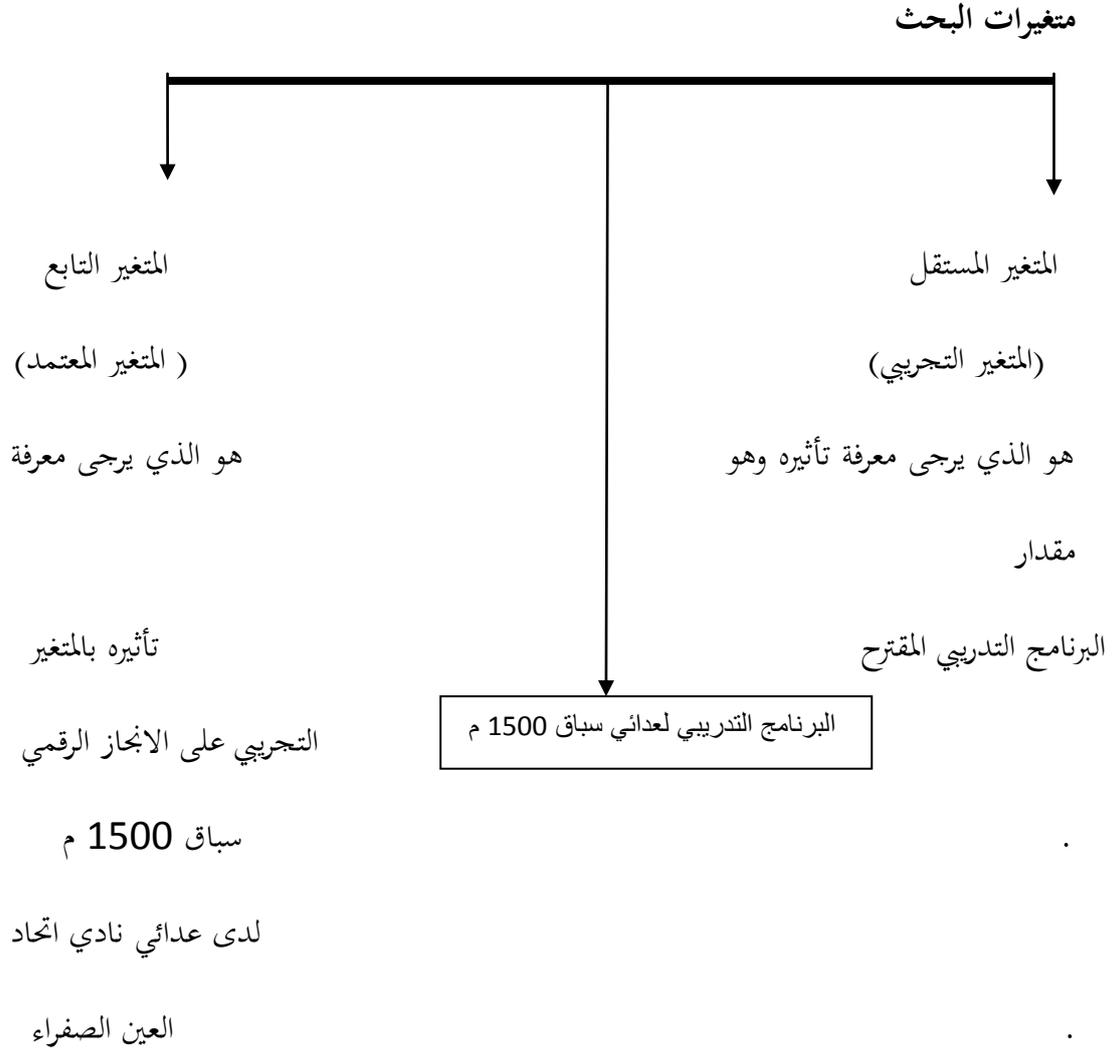 متغيرات البحث
المتغير المستقل
المتغير التابع
(المتغير التجريبي)
( المتغير المعتمد)
هو الذي يرجى معرفة تأثيره وهو
هو الذي يرجى معرفة
مقدار
البرنامج التدريبي المقترح
تأثيره بالمتغير
البرنامج التدريبي لعدائي سباق 1500 م
التجريبي على الانجاز الرقمي
.
سباق 1500 م
لدى عدائي نادي اتحاد
.
العين الصفراء